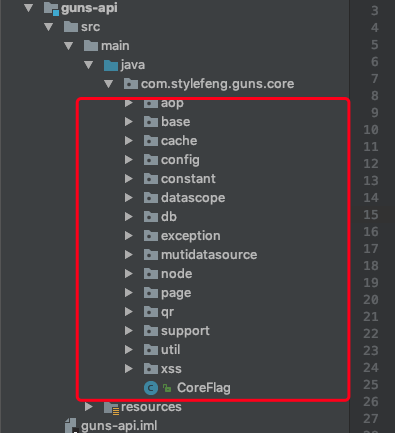 guns-api
src
main
java
com.stylefeng.guns.core
aop
base
cache
config
constant
datascope
db
exception
mutidatasource
node
page
qr
support
util
xss
CoreFlag
resources
guns-api.iml
3
4
5
6
7
8
9
10
11
12
13
14
15
16
17
18
19
20
21
22
23
24
25
26
27